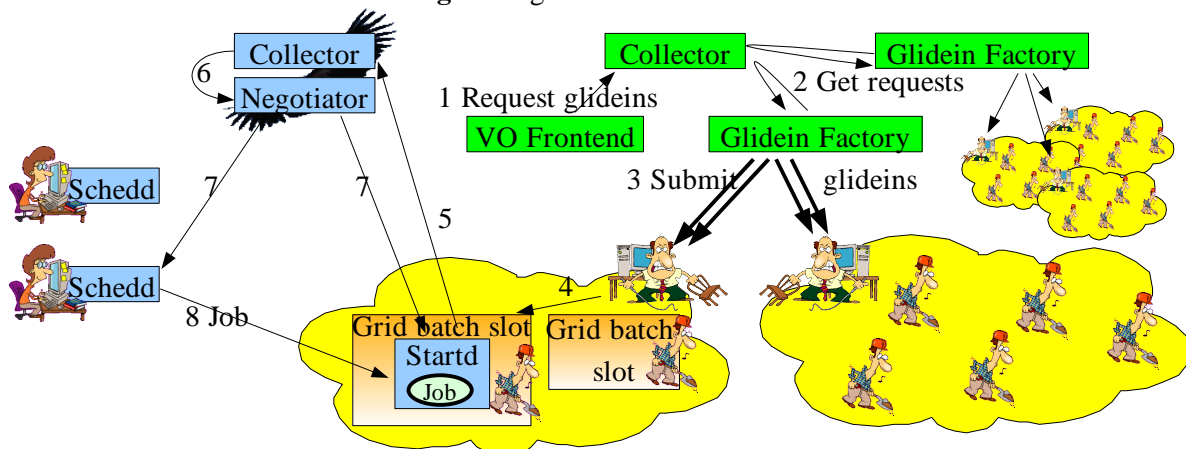 Collector
6
Negotiator
7
7
5
Schedd
Schedd
8 Job
Collector
Glidein Factory
2 Get requests
1 Request glideins
VO Frontend
Glidein Factory
3 Submit glideins
4
Grid batch slot
Startd
Job
Grid batch
slot